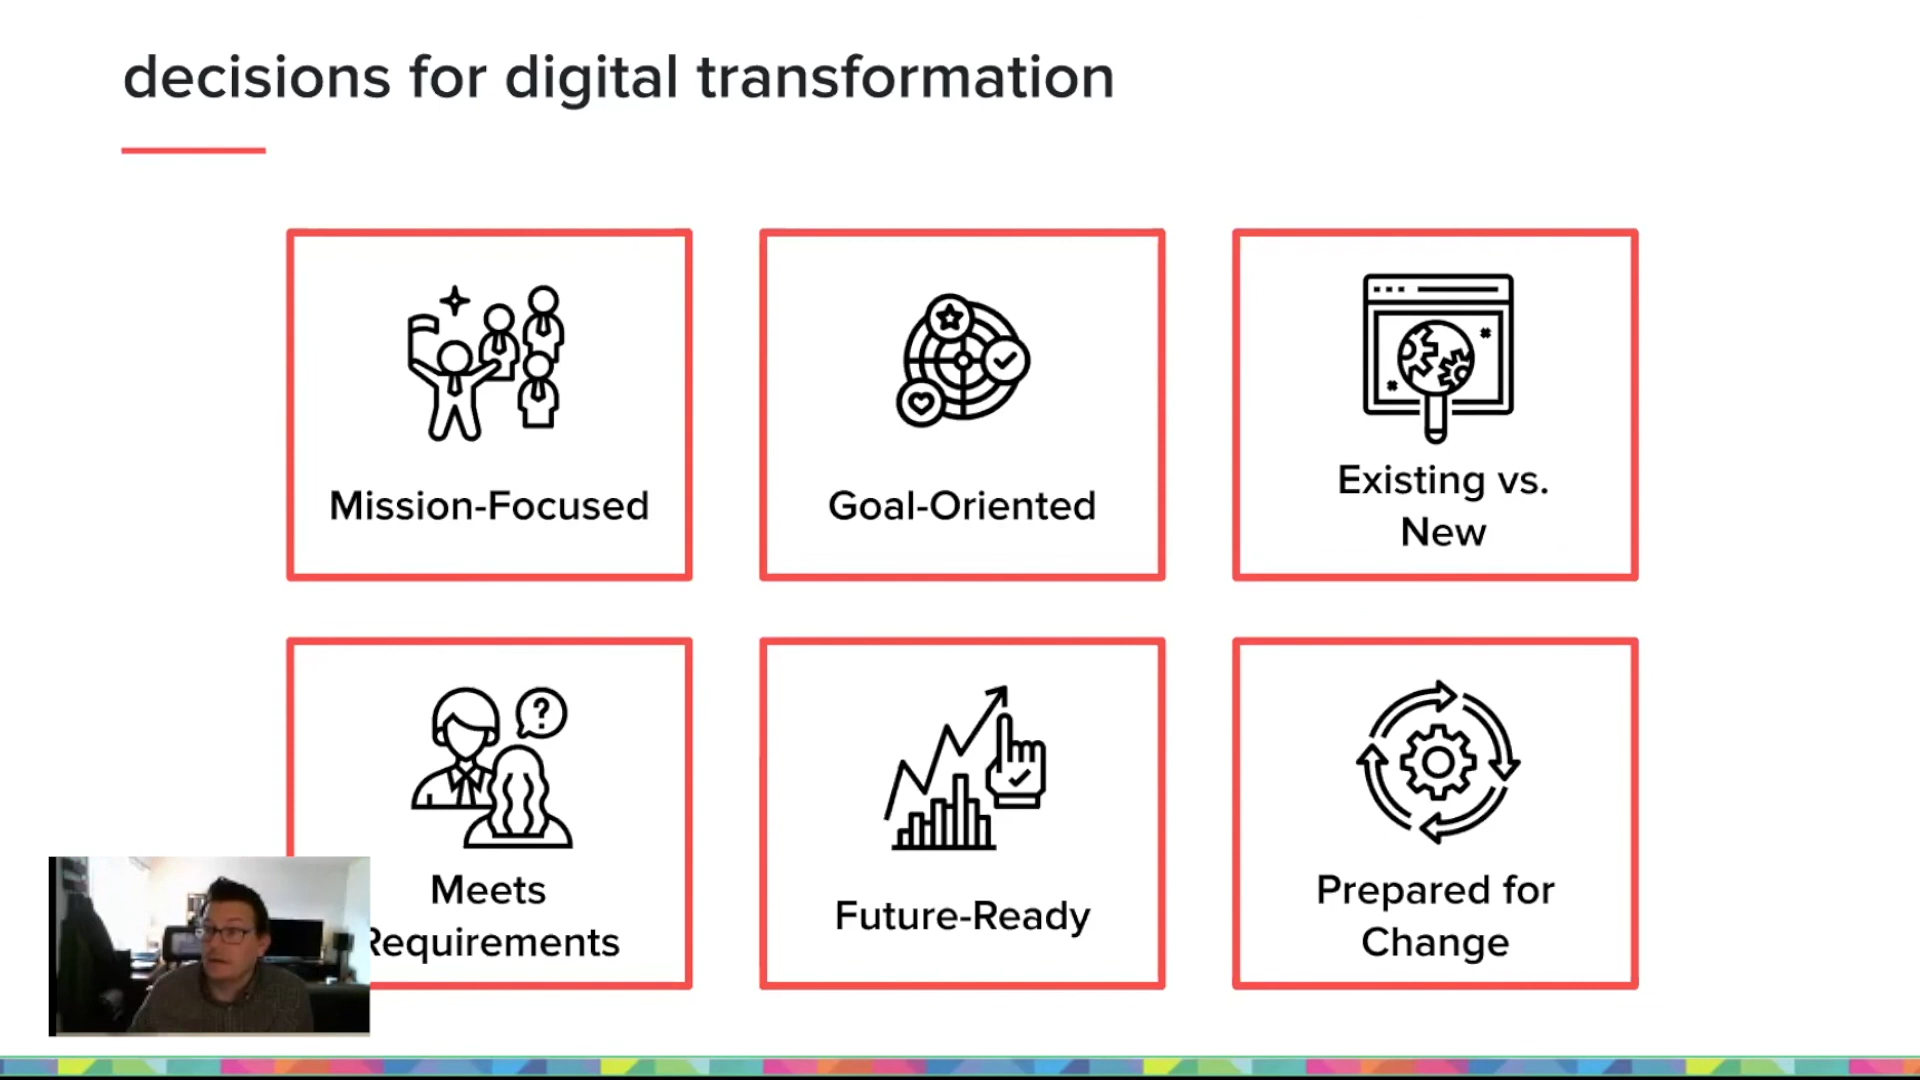 decisions for digital transformation
Mission-Focused
Goal-Oriented
Existing vs.
New
?
Meets
Requirements
Future-Ready
Prepared for
Change